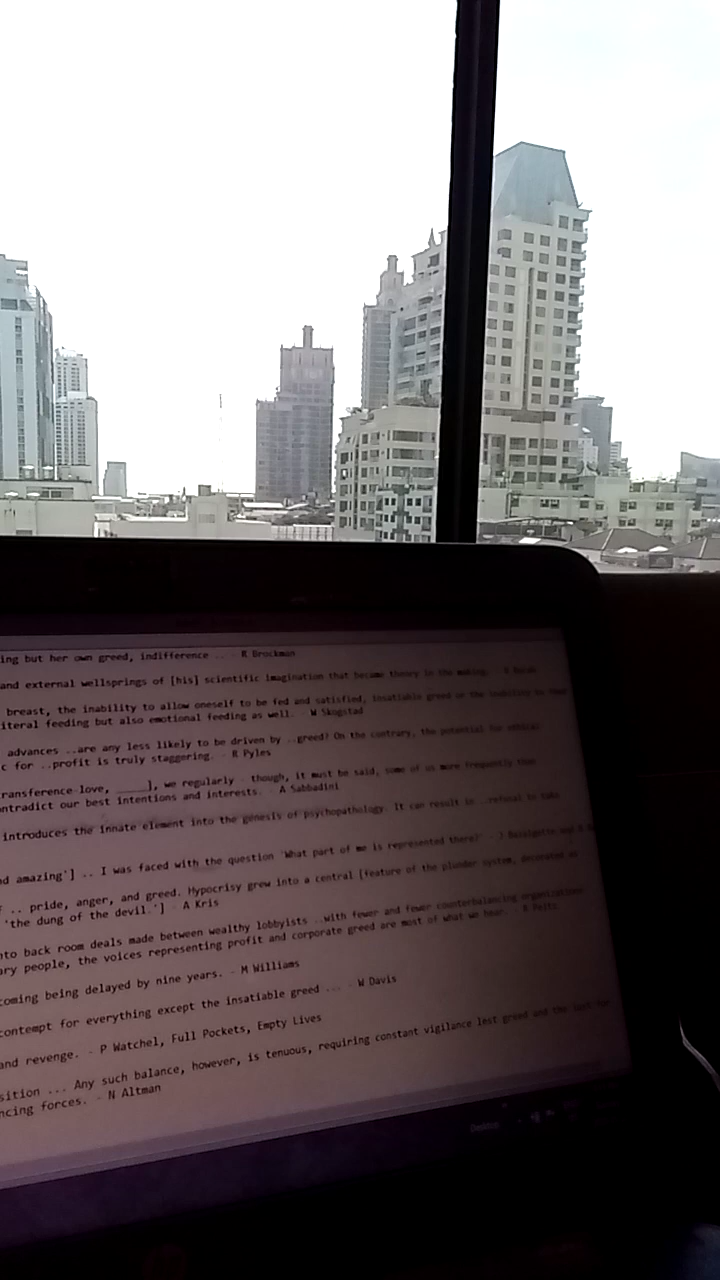 ing but her own greed, indifference .. - R Brockman
and external wellsprings of [his] scientific imagination that became theory in the making.
breast, the inability to allow oneself to be fed and satisfied, insatiable greed or the inability to
iteral feeding but also emotional feeding as well. - W Skogstad
advances ..are any less likely to be driven by ..greed? On the contrary, the potential for
c for ..profit is truly staggering. - R Pyles
ransference-love, _____], we regularly - though, it must be said, some of us more frequently than
ontradict our best intentions and interests. - A Sabbadini
introduces the innate element into the genesis of psychopathology. It can result in ..refusal to take
nd amazing'] .. I was faced with the question 'What part of me is represented there?' -
f .. pride, anger, and greed. Hypocrisy grew into a central [feature of the plunder system,
'the dung of the devil.'] - A Kris
nto back room deals made between wealthy lobbyists ..with fewer and fewer counterbalancing organizations
ary people, the voices representing profit and corporate greed are most of what we hear. -
coming being delayed by nine years. - M Williams
contempt for everything except the insatiable greed ... - W Davis
and revenge. - P Watchel, Full Pockets, Empty Lives
sition ... Any such balance, however, is tenuous, requiring constant vigilance lest greed and the
ncing forces. - N Altman
Desktop